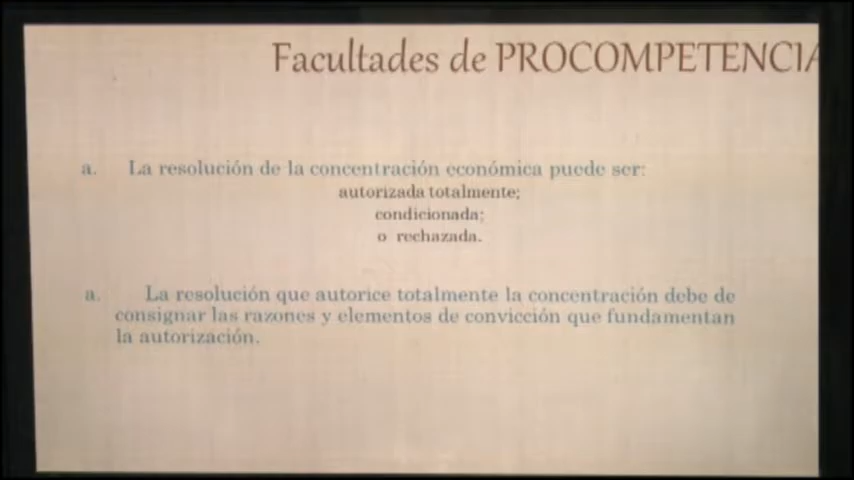 Facultades de PROCOMPETENCIA
a. La resolución de la concentración económica puede ser:
autorizada totalmente;
condicionada;
o rechazada.
a. La resolución que autorice totalmente la concentración debe de
consignar las razones y elementos de convicción que fundamentan
la autorización.